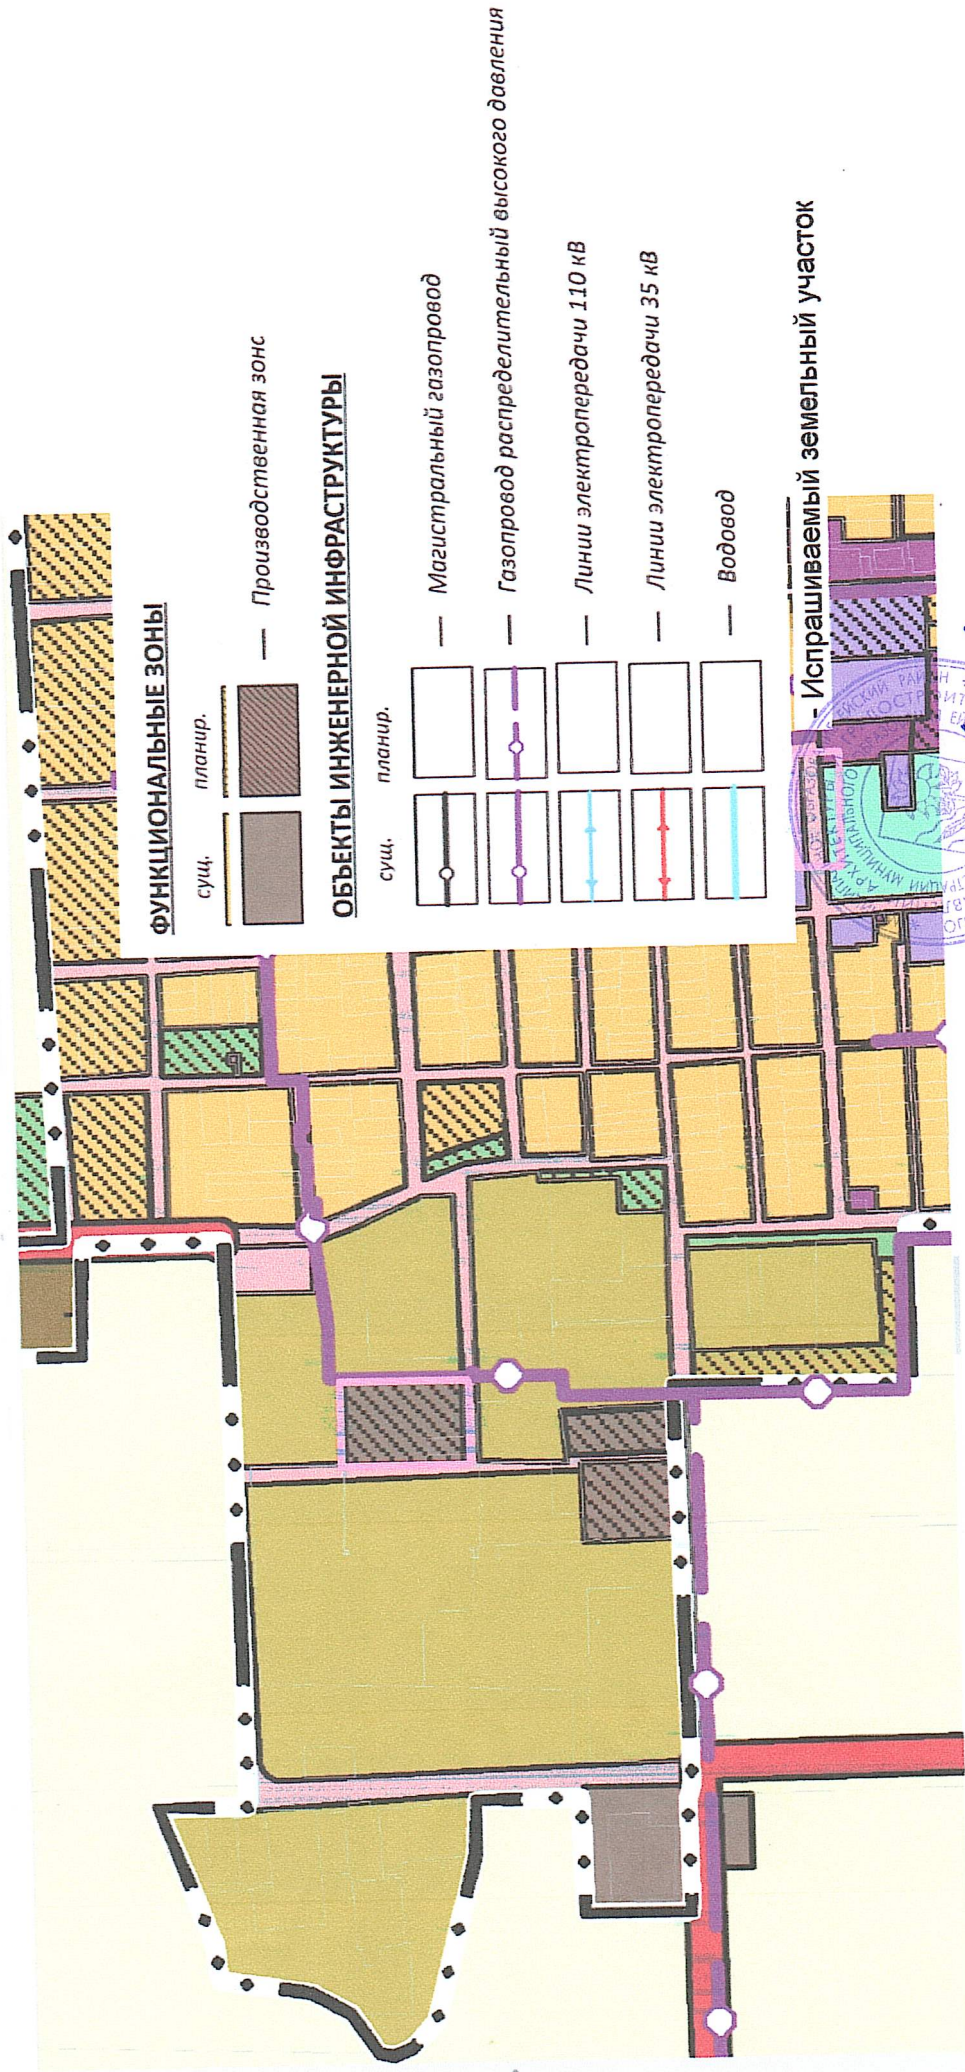 ФУНКЦИОНАЛЬНЫЕ ЗОНЫ
сущ. планир.
— Производственная зонс
ОБЪЕКТЫ ИНЖЕНЕРНОЙ ИНФРАСТРУКТУРЫ
сущ. планир.
— Магистральный газопровод
— Газопровод распределительный высокого давления
— Линии электропередачи 110 кВ
— Линии электропередачи 35 кВ
— Водовод
- Испрашиваемый земельный участок